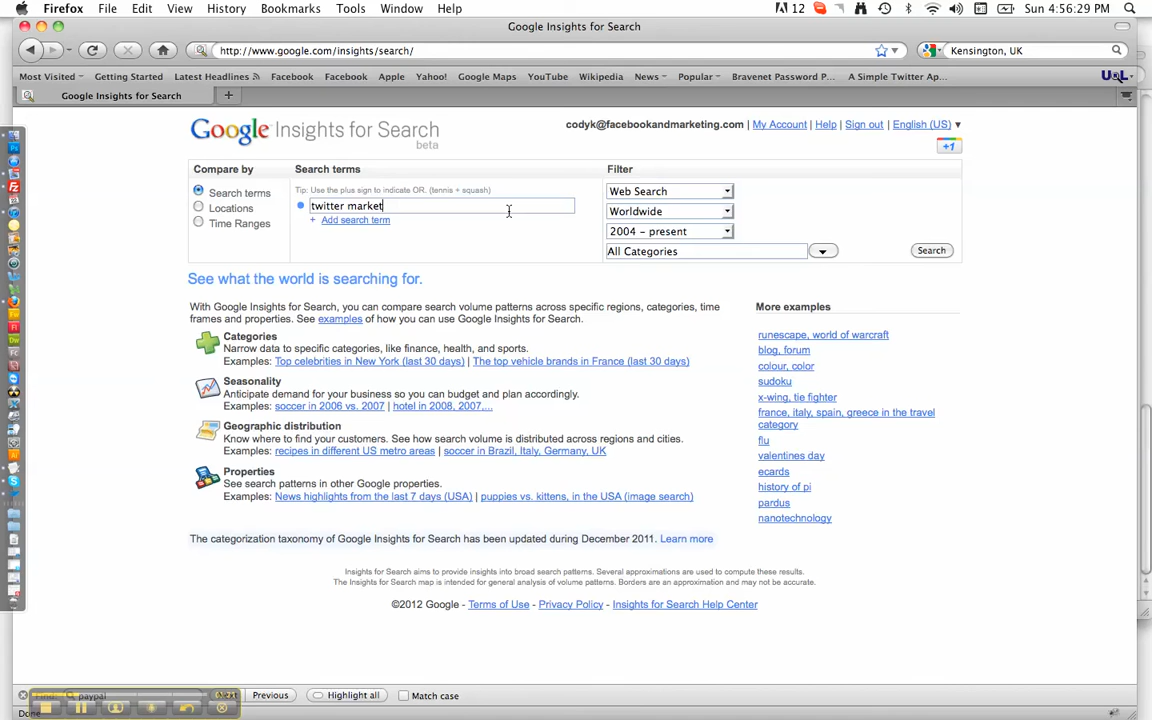 Firefox File Edit View History Bookmarks Tools Window Help 12 Sun 4:56:29 PM
Google Insights for Search
http://www.google.com/insights/search/ Kensington, UK
Most Visited Getting Started Latest Headlines Facebook Facebook Apple Yahoo! Google Maps YouTube Wikipedia News Popular Bravenet Password P... A Simple Twitter Ap...
Google Insights for Search
Google Insights for Search
beta
codyk@facebookandmarketing.com | My Account | Help | Sign out | English (US)
+1
Compare by Search terms Filter
Tip: Use the plus sign to indicate OR. (tennis + squash)
Search terms twitter market Web Search
Locations + Add search term Worldwide
Time Ranges 2004 - present
All Categories Search
See what the world is searching for.
With Google Insights for Search, you can compare search volume patterns across specific regions, categories, time
frames and properties. See examples of how you can use Google Insights for Search.
Categories
Narrow data to specific categories, like finance, health, and sports.
Examples: Top celebrities in New York (last 30 days) | The top vehicle brands in France (last 30 days)
Seasonality
Anticipate demand for your business so you can budget and plan accordingly.
Examples: soccer in 2006 vs. 2007 | hotel in 2008, 2007,...
Geographic distribution
Know where to find your customers. See how search volume is distributed across regions and cities.
Examples: recipes in different US metro areas | soccer in Brazil, Italy, Germany, UK
Properties
See search patterns in other Google properties.
Examples: News highlights from the last 7 days (USA) | puppies vs. kittens, in the USA (image search)
More examples
runescape, world of warcraft
blog, forum
colour, color
sudoku
x-wing, tie fighter
france, italy, spain, greece in the travel
category
flu
valentines day
ecards
history of pi
pardus
nanotechnology
The categorization taxonomy of Google Insights for Search has been updated during December 2011. Learn more
Insights for Search aims to provide insights into broad search patterns. Several approximations are used to compute these results.
The Insights for Search map is intended for general analysis of volume patterns. Borders are an approximation and may not be accurate.
©2012 Google - Terms of Use - Privacy Policy - Insights for Search Help Center
paypal Next Previous Highlight all Match case
Done